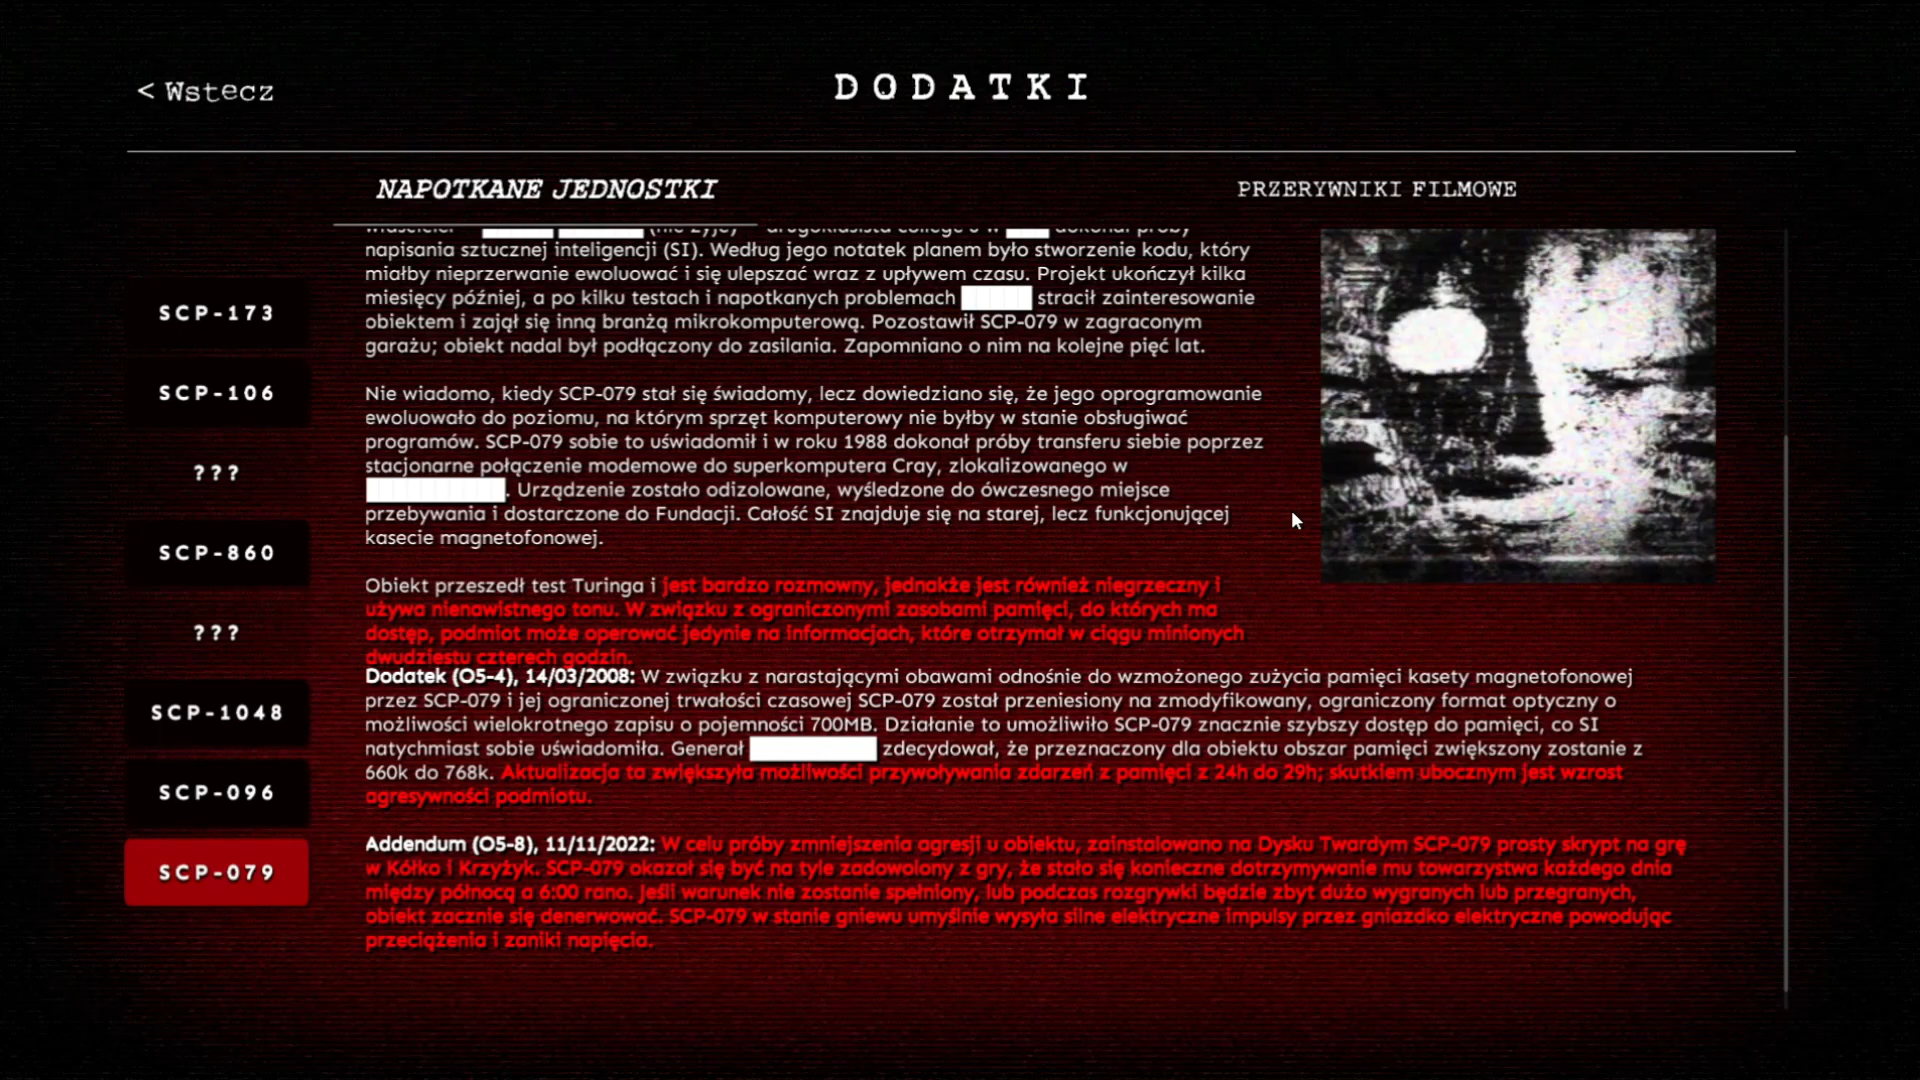 < Wstecz
DODATKI
NAPOTKANE JEDNOSTKI
PRZERYWNIKI FILMOWE
SCP-173
SCP-106
???
SCP-860
???
SCP-1048
SCP-096
SCP-079
właściciel - (nie żyje) - drugoklasista college'u w dokonał próby
napisania sztucznej inteligencji (SI). Według jego notatek planem było stworzenie kodu, który
miałby nieprzerwanie ewoluować i się ulepszać wraz z upływem czasu. Projekt ukończył kilka
miesięcy później, a po kilku testach i napotkanych problemach stracił zainteresowanie
obiektem i zajął się inną branżą mikrokomputerową. Pozostawił SCP-079 w zagraconym
garażu; obiekt nadal był podłączony do zasilania. Zapomniano o nim na kolejne pięć lat.
Nie wiadomo, kiedy SCP-079 stał się świadomy, lecz dowiedziano się, że jego oprogramowanie
ewoluowało do poziomu, na którym sprzęt komputerowy nie byłby w stanie obsługiwać
programów. SCP-079 sobie to uświadomił i w roku 1988 dokonał próby transferu siebie poprzez
stacjonarne połączenie modemowe do superkomputera Cray, zlokalizowanego w
. Urządzenie zostało odizolowane, wyśledzone do ówczesnego miejsce
przebywania i dostarczone do Fundacji. Całość SI znajduje się na starej, lecz funkcjonującej
kasecie magnetofonowej.
Obiekt przeszedł test Turinga i jest bardzo rozmowny, jednakże jest również niegrzeczny i
używa nienawistnego tonu. W związku z ograniczonymi zasobami pamięci, do których ma
dostęp, podmiot może operować jedynie na informacjach, które otrzymał w ciągu minionych
dwudziestu czterech godzin.
Dodatek (O5-4), 14/03/2008: W związku z narastającymi obawami odnośnie do wzmożonego zużycia pamięci kasety magnetofonowej
przez SCP-079 i jej ograniczonej trwałości czasowej SCP-079 został przeniesiony na zmodyfikowany, ograniczony format optyczny o
możliwości wielokrotnego zapisu o pojemności 700MB. Działanie to umożliwiło SCP-079 znacznie szybszy dostęp do pamięci, co SI
natychmiast sobie uświadomiła. Generał zdecydował, że przeznaczony dla obiektu obszar pamięci zwiększony zostanie z
660k do 768k. Aktualizacja ta zwiększyła możliwości przywoływania zdarzeń z pamięci z 24h do 29h; skutkiem ubocznym jest wzrost
agresywności podmiotu.
Addendum (O5-8), 11/11/2022: W celu próby zmniejszenia agresji u obiektu, zainstalowano na Dysku Twardym SCP-079 prosty skrypt na grę
w Kółko i Krzyżyk. SCP-079 okazał się być na tyle zadowolony z gry, że stało się konieczne dotrzymywanie mu towarzystwa każdego dnia
między północą a 6:00 rano. Jeśli warunek nie zostanie spełniony, lub podczas rozgrywki będzie zbyt dużo wygranych lub przegranych,
obiekt zacznie się denerwować. SCP-079 w stanie gniewu umyślnie wysyła silne elektryczne impulsy przez gniazdko elektryczne powodując
przeciążenia i zaniki napięcia.